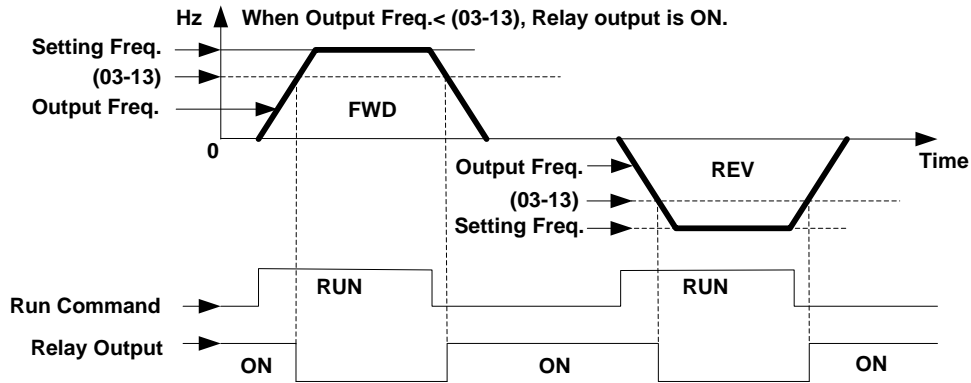 Hz When Output Freq.< (03-13), Relay output is ON.
Setting Freq.
(03-13)
Output Freq.
FWD
0
Time
Output Freq.
REV
(03-13)
Setting Freq.
RUN RUN
Run Command
Relay Output
ON ON ON